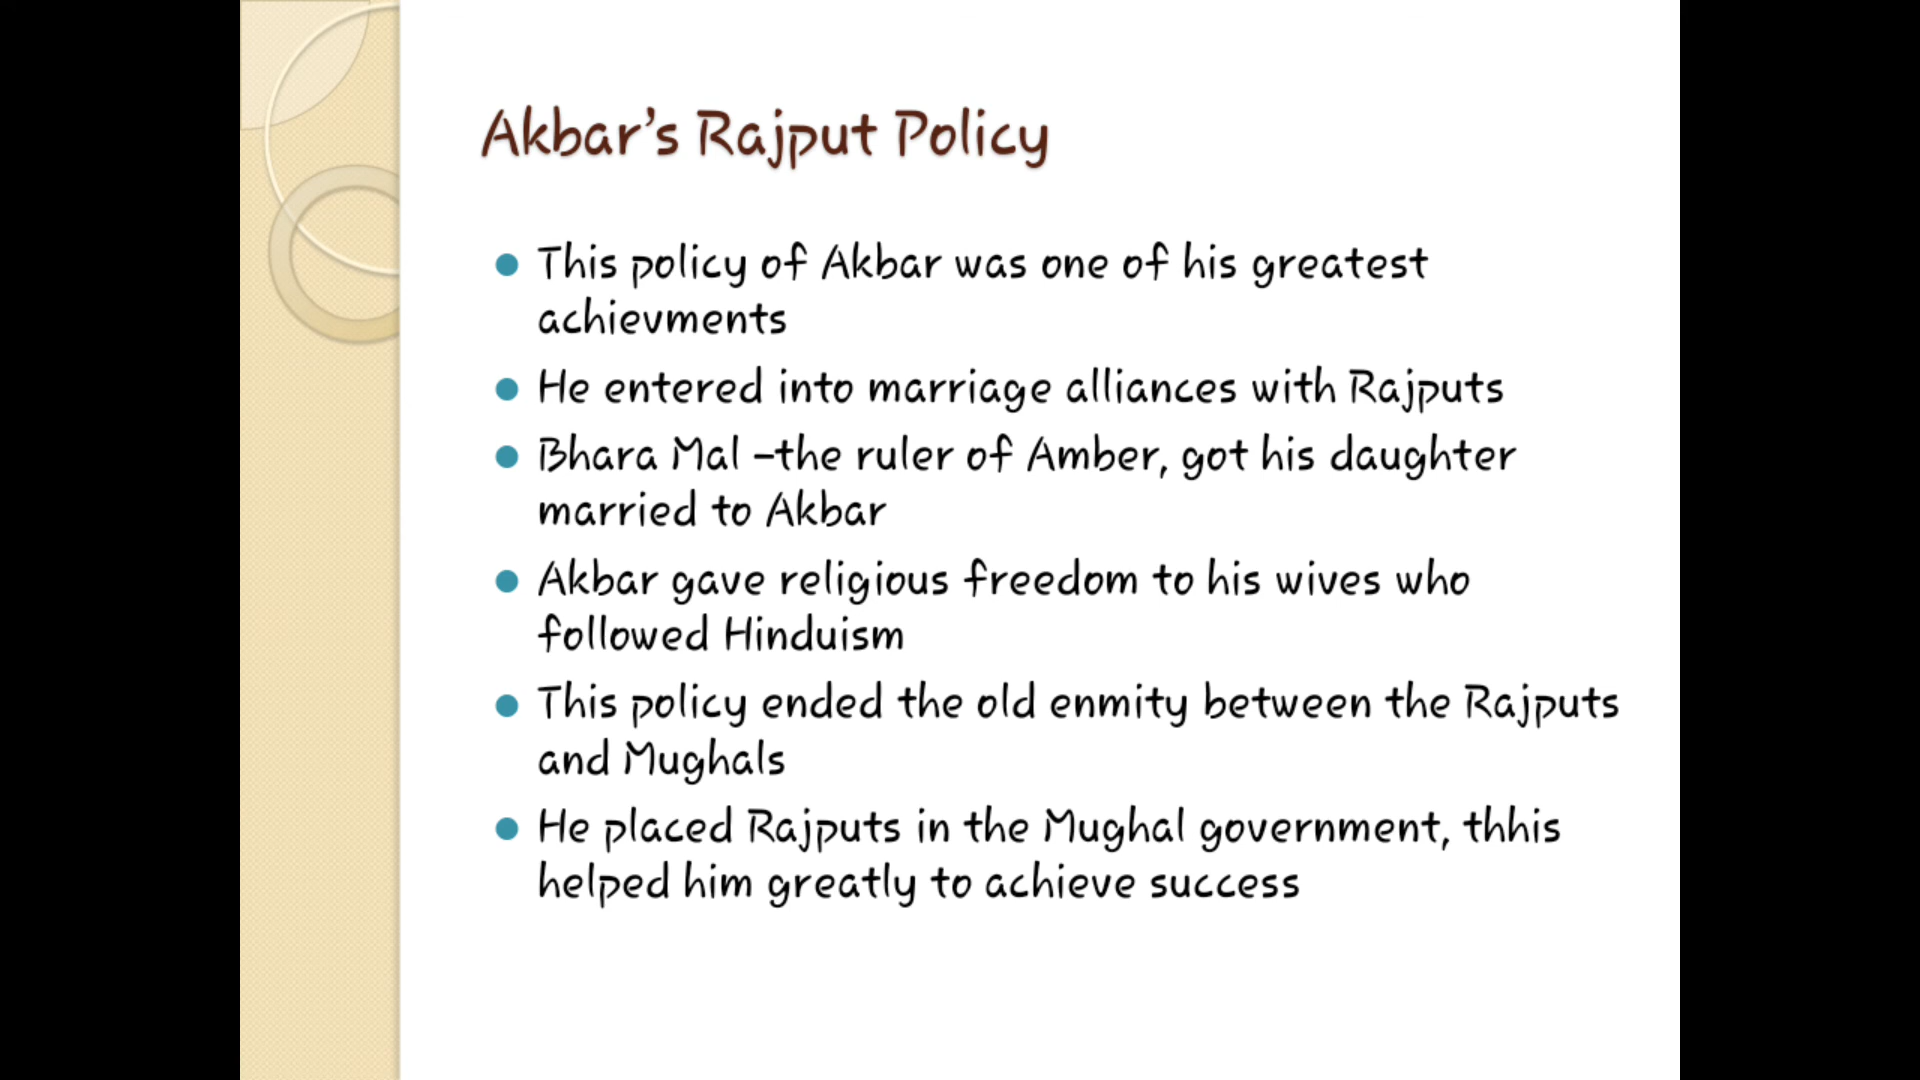 Akbar’s Rajput Policy
This policy of Akbar was one of his greatest
achievments
He entered into marriage alliances with Rajputs
Bhara Mal –the ruler of Amber, got his daughter
married to Akbar
Akbar gave religious freedom to his wives who
followed Hinduism
This policy ended the old enmity between the Rajputs
and Mughals
He placed Rajputs in the Mughal government, thhis
helped him greatly to achieve success